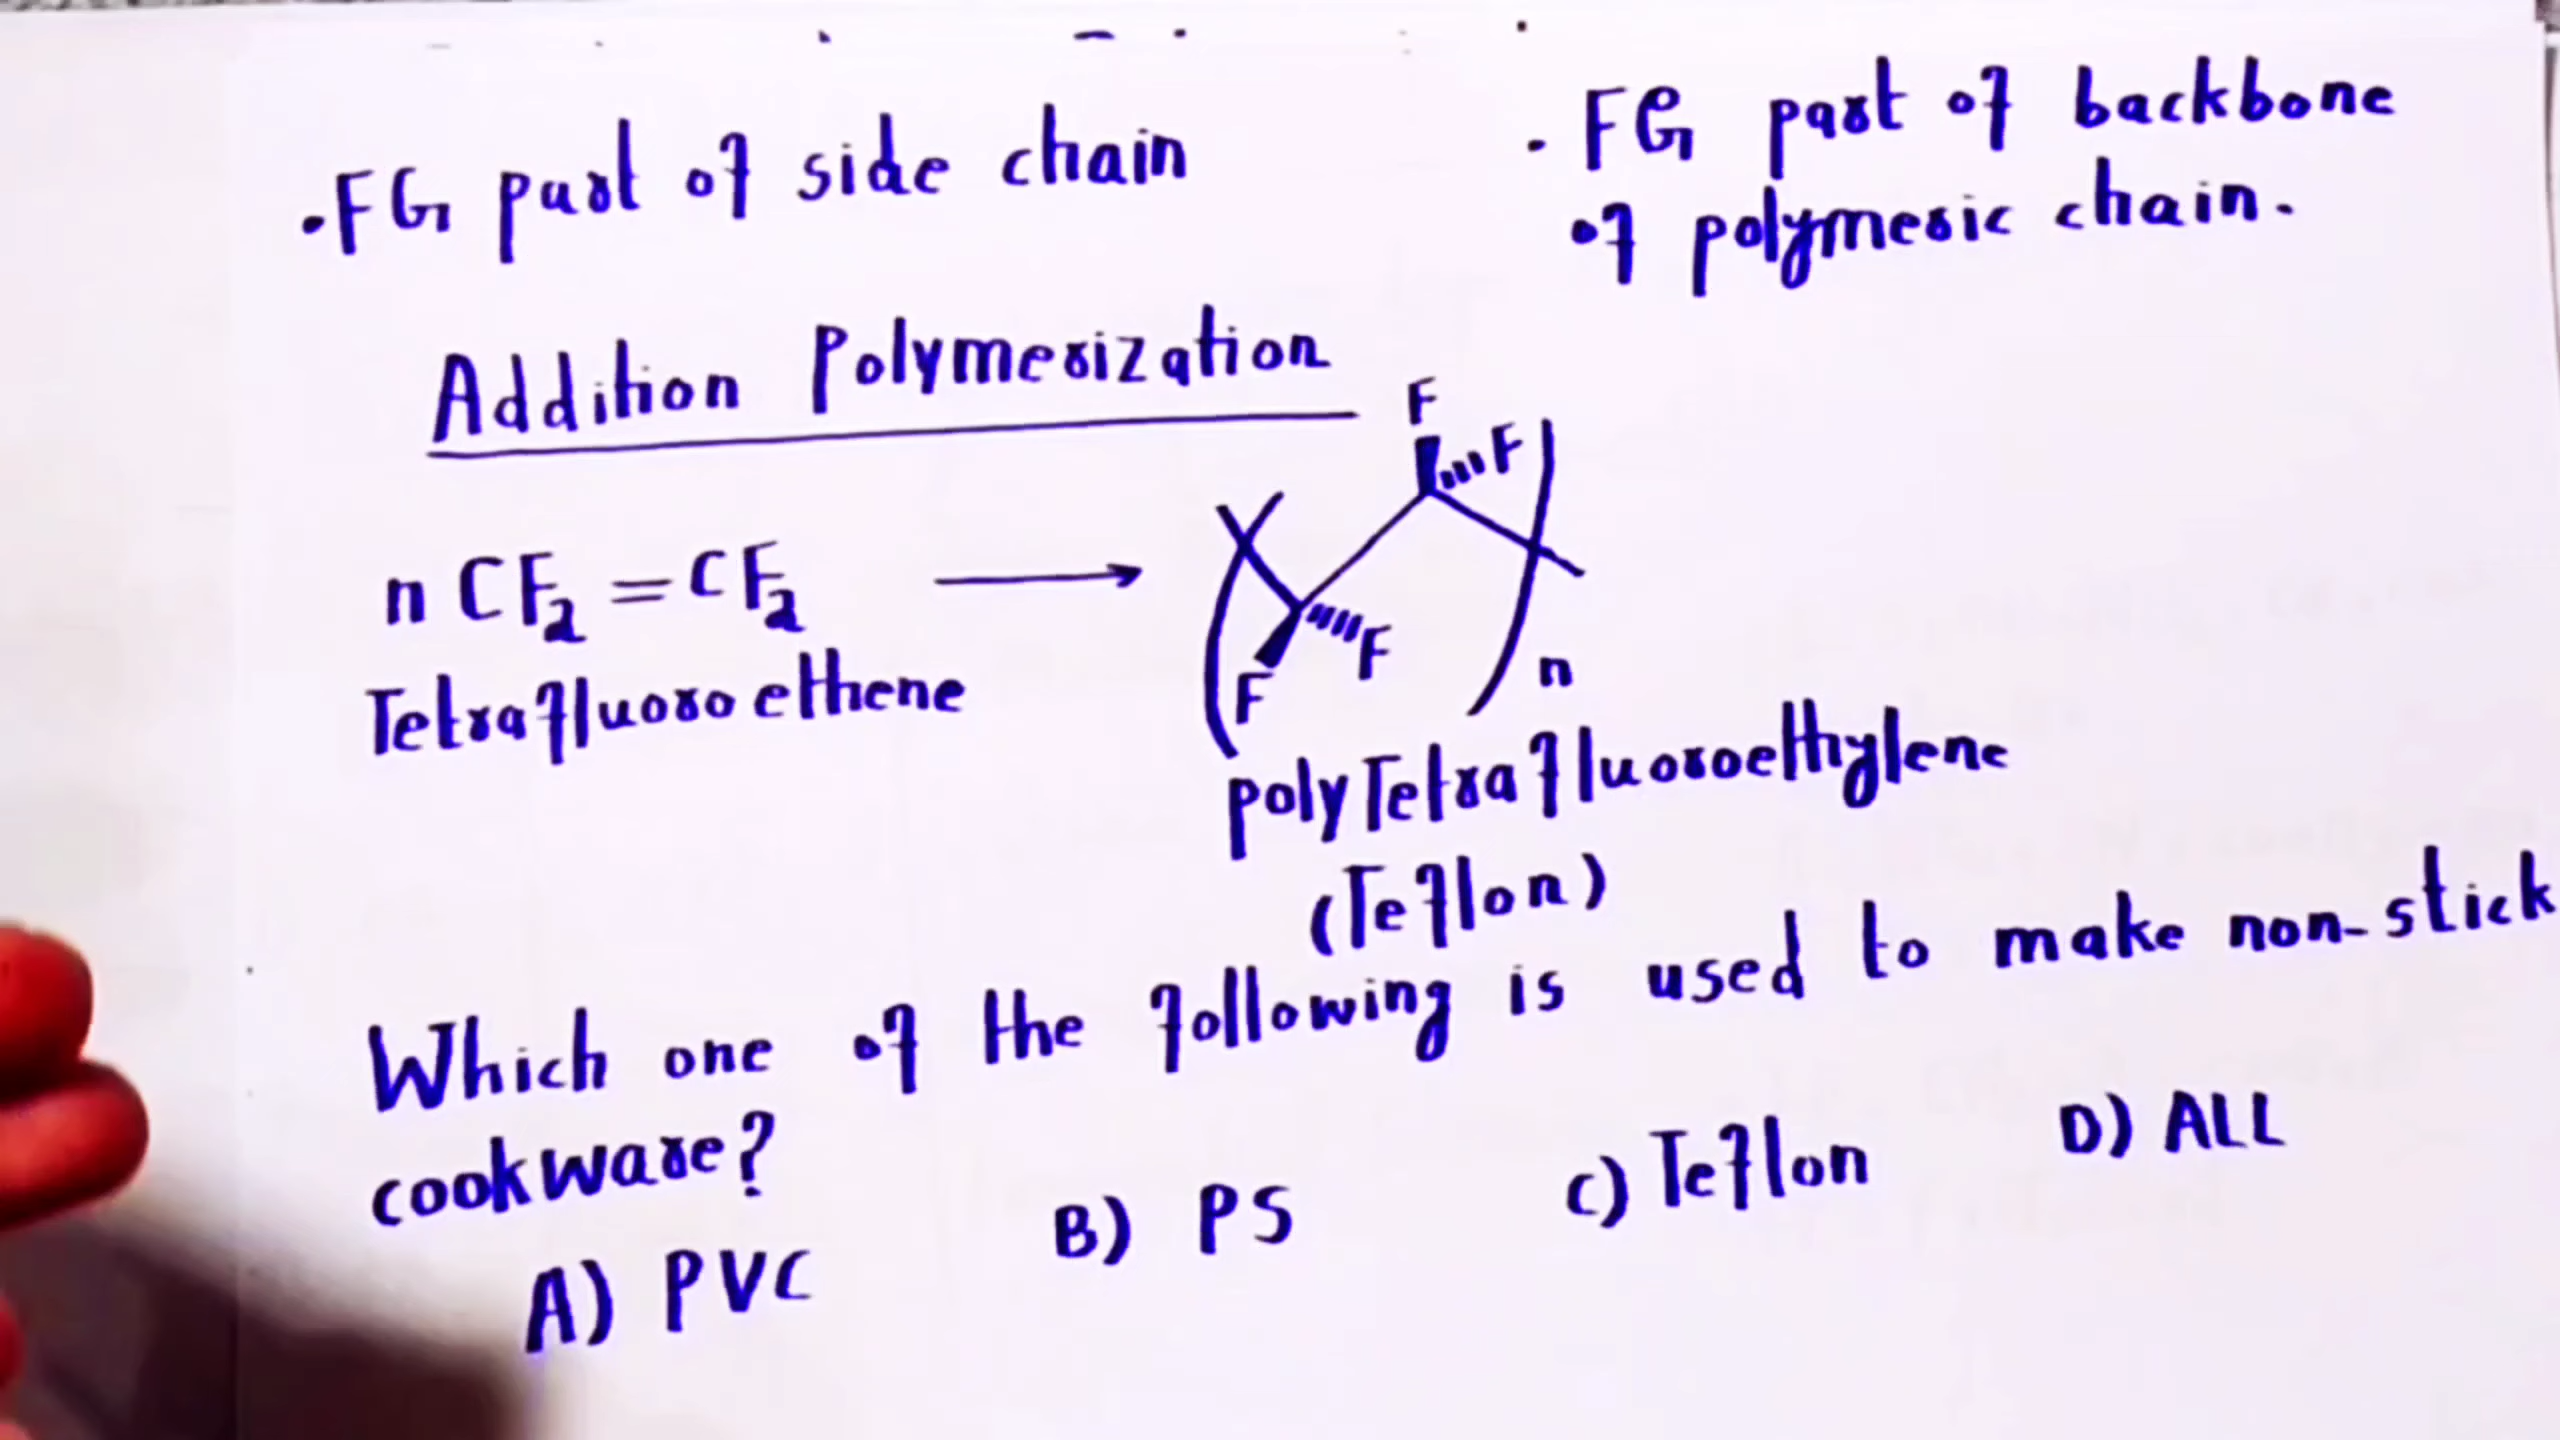 .FG part of side chain
. FG part of backbone
of polymeric chain.
Addition Polymerization
n CF2 = CF2 ⟶
F
F
F
F
n
Tetrafluoroethene
polyTetrafluoroethylene
(Teflon)
Which one of the following is used to make non-stick
cookware?
A) PVC B) PS C) Teflon D) ALL